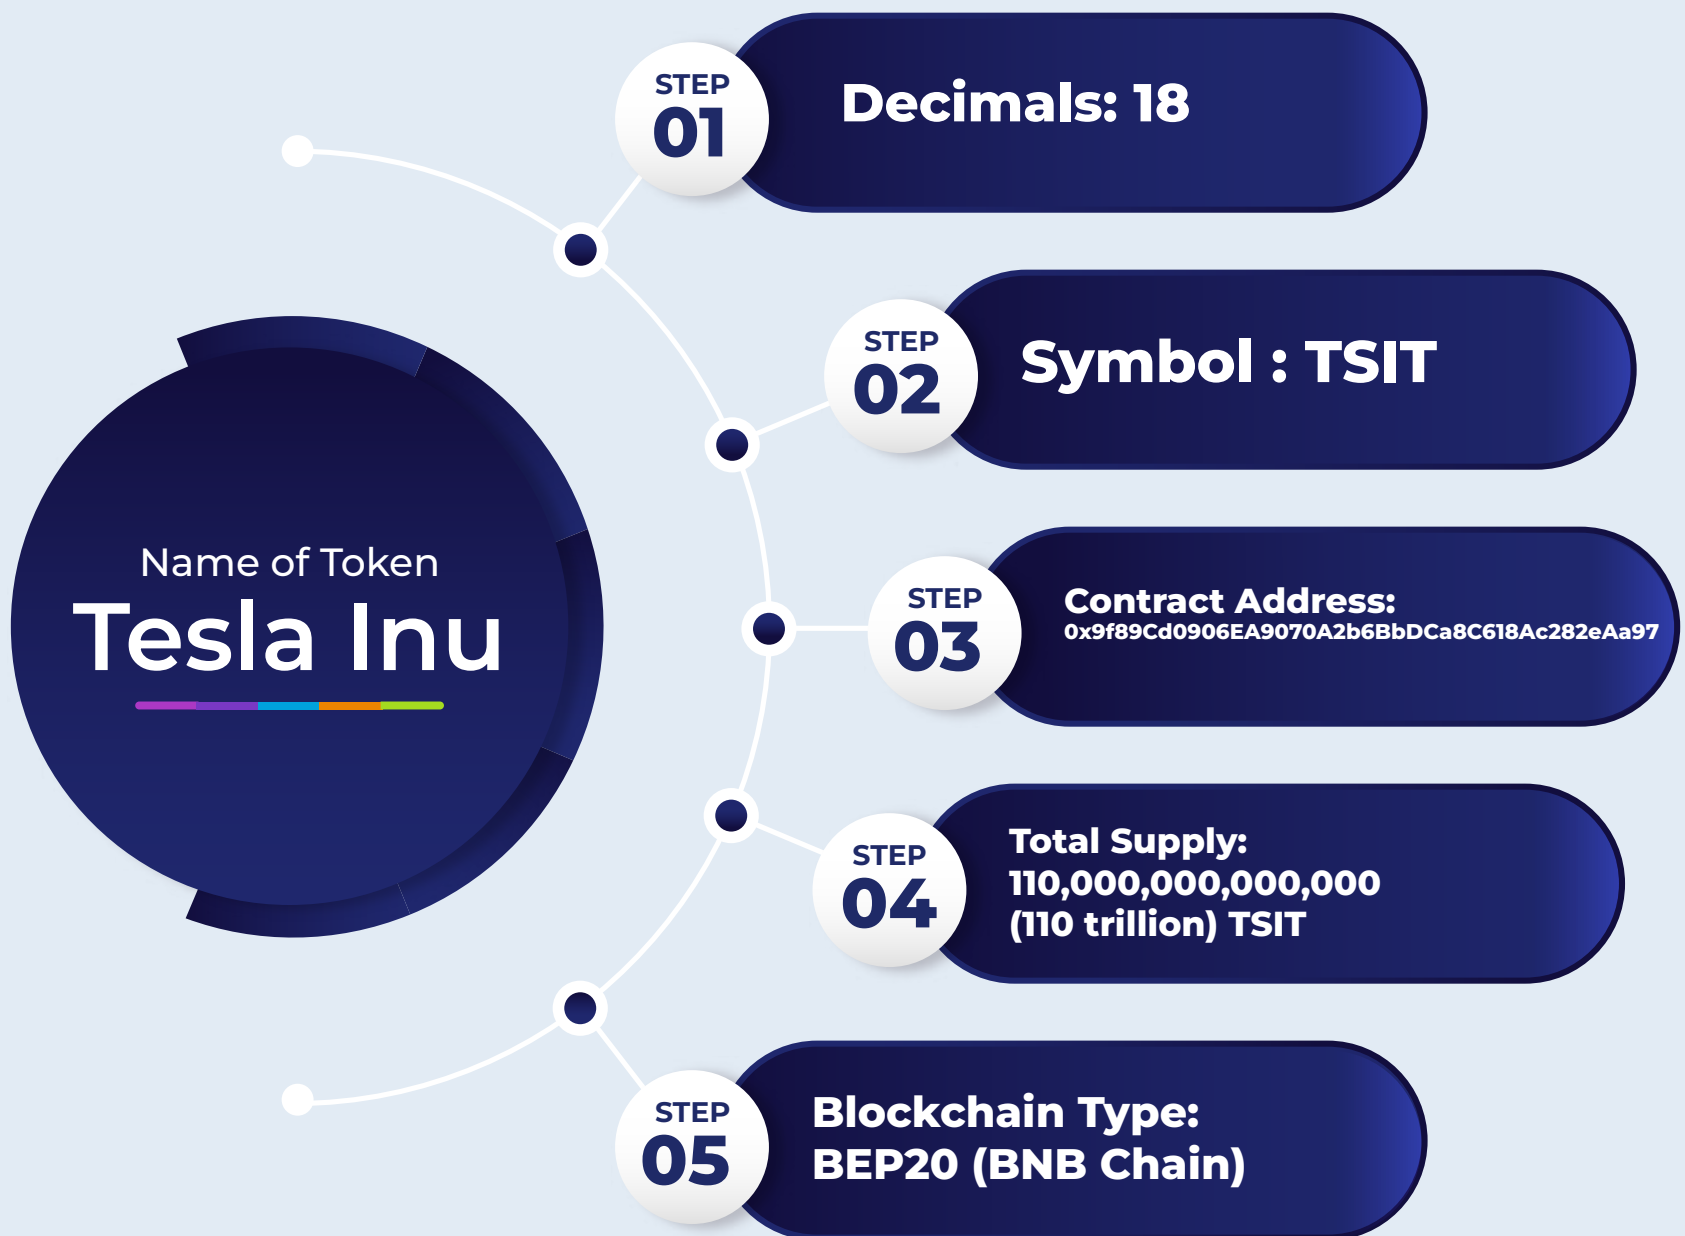 Name of Token
Tesla Inu
STEP
01
Decimals: 18
STEP
02
Symbol : TSIT
STEP
03
Contract Address:
0x9f89Cd0906EA9070A2b6BbDCa8C618Ac282eAa97
STEP
04
Total Supply:
110,000,000,000,000
(110 trillion) TSIT
STEP
05
Blockchain Type:
BEP20 (BNB Chain)